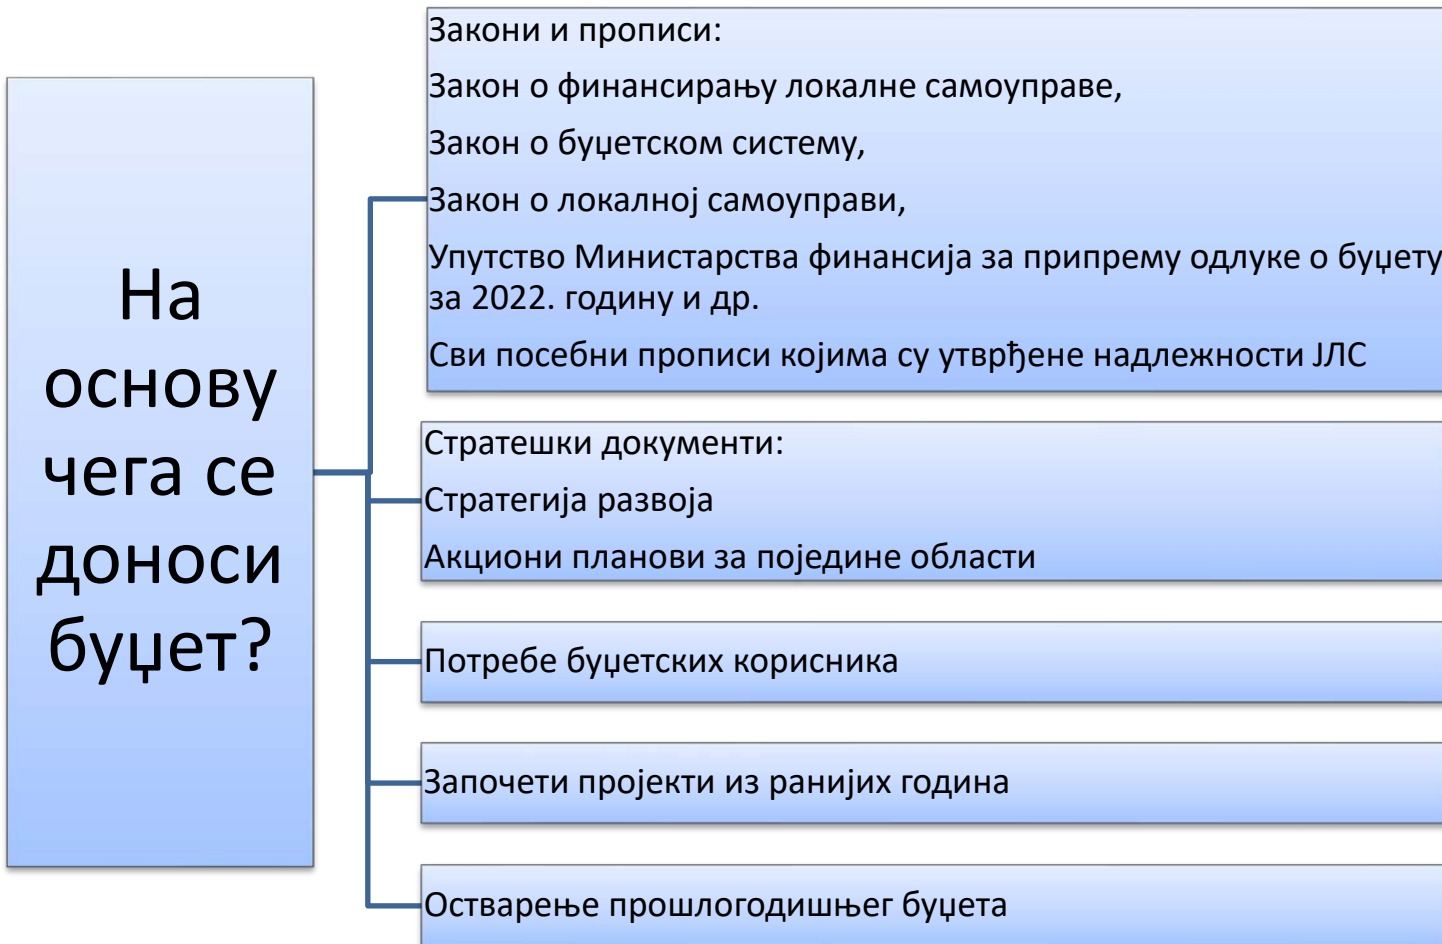 На
основу
чега се
доноси
буџет?
Закони и прописи:
Закон о финансирању локалне самоуправе,
Закон о буџетском систему,
Закон о локалној самоуправи,
Упутство Министарства финансија за припрему одлуке о буџету
за 2022. годину и др.
Сви посебни прописи којима су утврђене надлежности ЈЛС
Стратешки документи:
Стратегија развоја
Акциони планови за поједине области
Потребе буџетских корисника
Започети пројекти из ранијих година
Остварење прошлогодишњег буџета